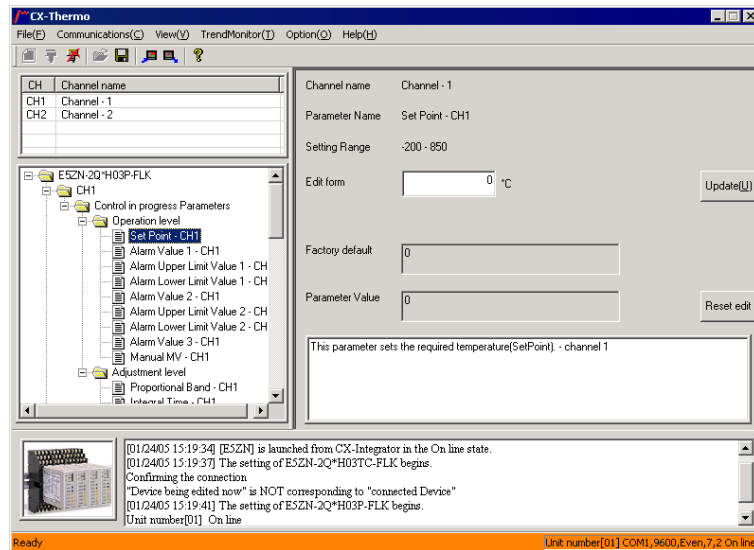 CX-Thermo
File(F) Communications(C) View(V) TrendMonitor(T) Option(O) Help(H)
CH Channel name
CH1 Channel - 1
CH2 Channel - 2
E5ZN-2Q*H03P-FLK
CH1
Control in progress Parameters
Operation level
Set Point - CH1
Alarm Value 1 - CH1
Alarm Upper Limit Value 1 - CH
Alarm Lower Limit Value 1 - CH
Alarm Value 2 - CH1
Alarm Upper Limit Value 2 - CH
Alarm Lower Limit Value 2 - CH
Alarm Value 3 - CH1
Manual MV - CH1
Adjustment level
Proportional Band - CH1
Integral Time - CH1
Channel name Channel - 1
Parameter Name Set Point - CH1
Setting Range -200 - 850
Edit form 0 °C
Update(U)
Factory default 0
Parameter Value 0
Reset edit
This parameter sets the required temperature(SetPoint). - channel 1
[01/24/05 15:19:34] [E5ZN] is launched from CX-Integrator in the On line state.
[01/24/05 15:19:37] The setting of E5ZN-2Q*H03TC-FLK begins.
Confirming the connection
"Device being edited now" is NOT corresponding to "connected Device"
[01/24/05 15:19:41] The setting of E5ZN-2Q*H03P-FLK begins.
Unit number[01] On line
Ready
Unit number[01] COM1,9600,Even,7,2 On line